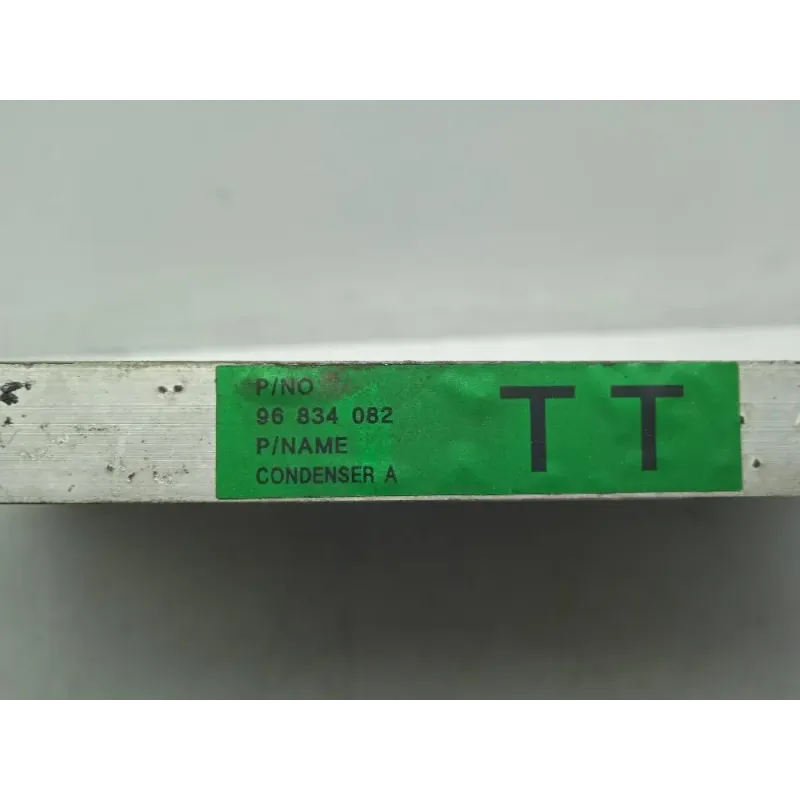 P/NO
96 834 082
P/NAME
CONDENSER A
TT